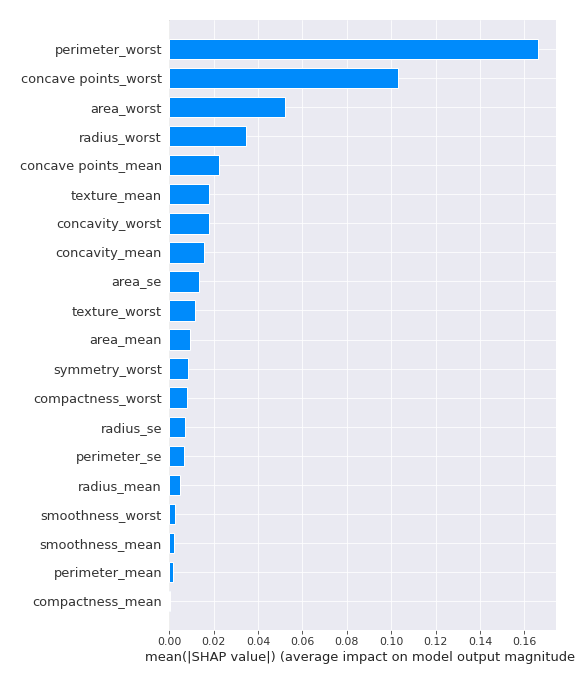 perimeter_worst
concave points_worst
area_worst
radius_worst
concave points_mean
texture_mean
concavity_worst
concavity_mean
area_se
texture_worst
area_mean
symmetry_worst
compactness_worst
radius_se
perimeter_se
radius_mean
smoothness_worst
smoothness_mean
perimeter_mean
compactness_mean
0.00 0.02 0.04 0.06 0.08 0.10 0.12 0.14 0.16
mean(|SHAP value|) (average impact on model output magnitude